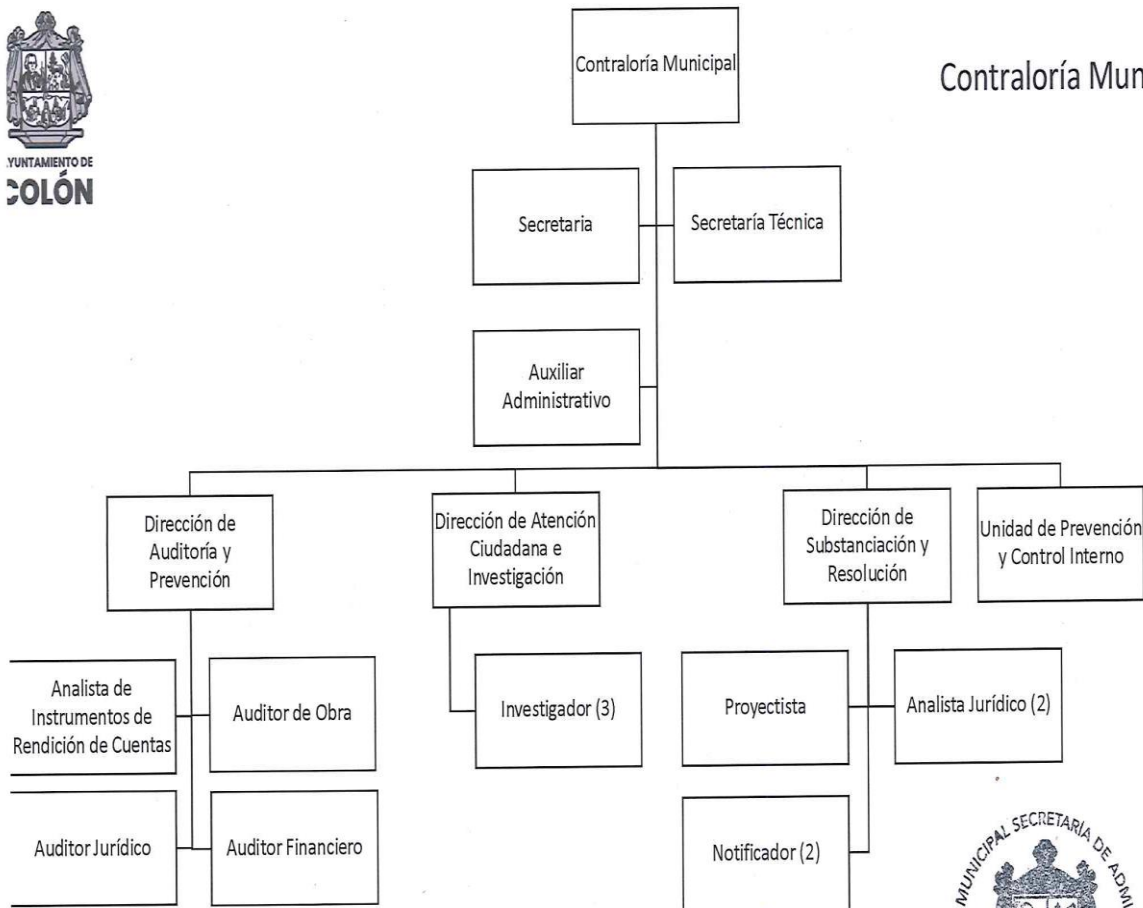 Contraloría Municipal
Contraloría Mun
YUNTAMIENTO DE
COLÓN
Secretaria
Secretaría Técnica
Auxiliar
Administrativo
Dirección de
Auditoría y
Prevención
Dirección de Atención
Ciudadana e
Investigación
Dirección de
Substanciación y
Resolución
Unidad de Prevención
y Control Interno
Analista de
Instrumentos de
Rendición de Cuentas
Auditor de Obra
Investigador (3)
Proyectista
Analista Jurídico (2)
Auditor Jurídico
Auditor Financiero
Notificador (2)
MUNICIPAL SECRETARÍA DE ADMI